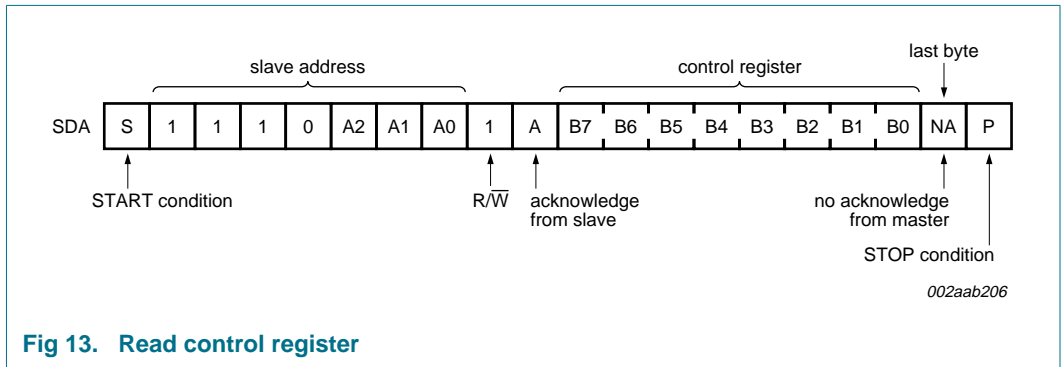 last byte
slave address control register
SDA S 1 1 1 0 A2 A1 A0 1 A B7 B6 B5 B4 B3 B2 B1 B0 NA P
START condition R/W̅ acknowledge from slave no acknowledge from master
STOP condition
002aab206
Fig 13. Read control register